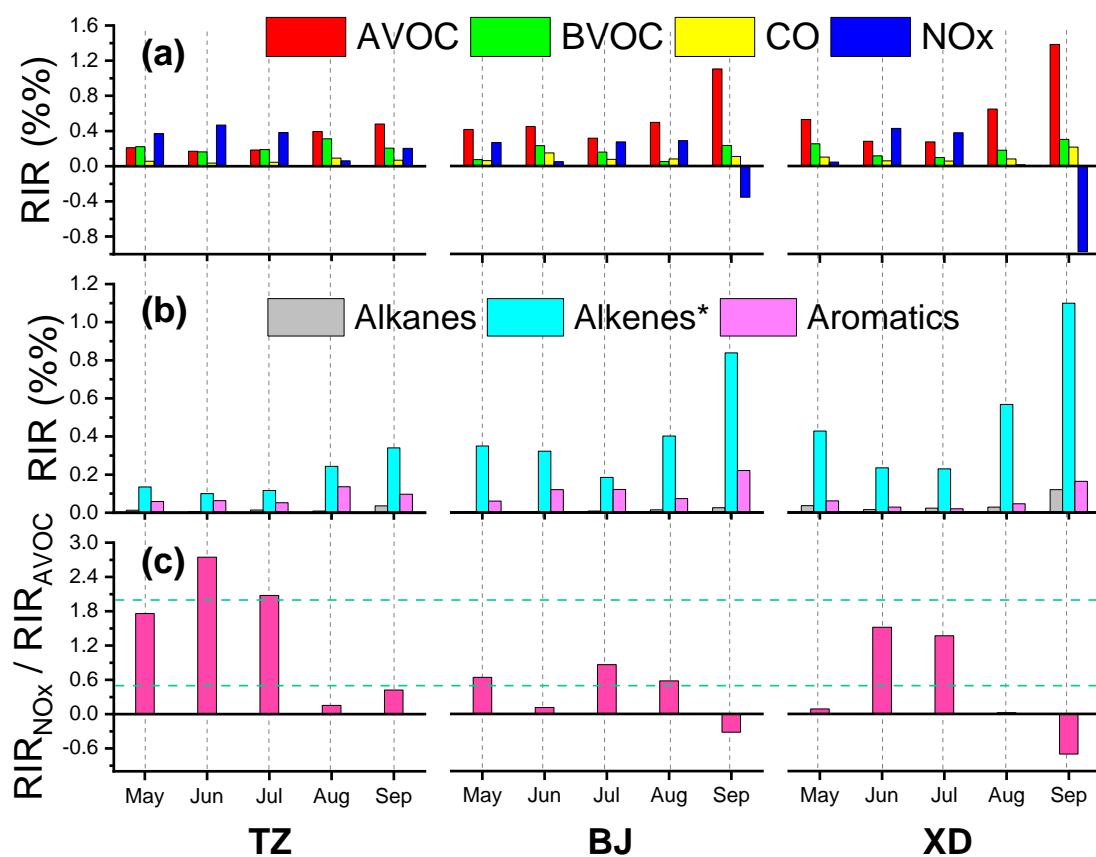 AVOC BVOC CO NOx
(a)
RIR (%%)
1.6
1.2
0.8
0.4
0.0
-0.4
-0.8
Alkanes Alkenes* Aromatics
(b)
RIR (%%)
1.2
1.0
0.8
0.6
0.4
0.2
0.0
(c)
RIR_NOx / RIR_AVOC
3.0
2.4
1.8
1.2
0.6
0.0
-0.6
May Jun Jul Aug Sep May Jun Jul Aug Sep May Jun Jul Aug Sep
TZ BJ XD